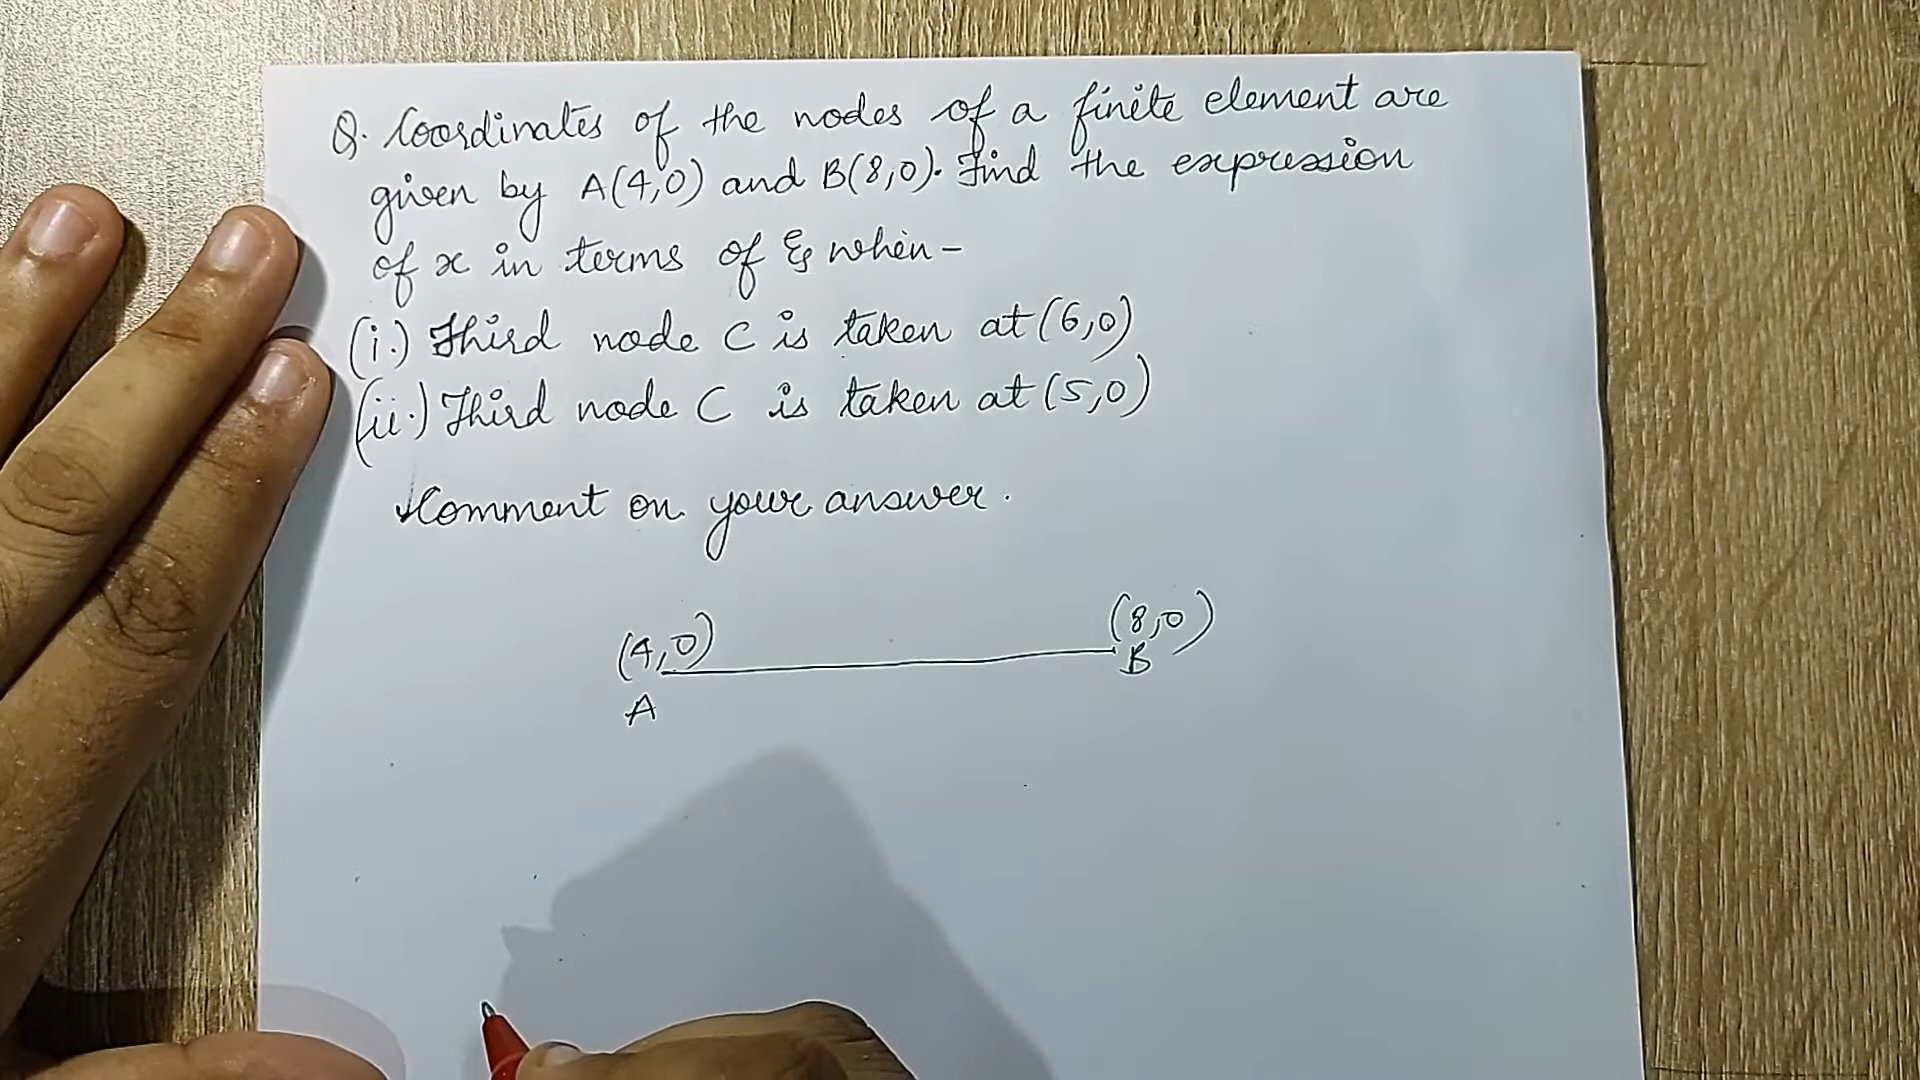 Q. Coordinates of the nodes of a finite element are
given by A(4,0) and B(8,0). Find the expression
of x in terms of ξ when-
(i.) Third node C is taken at (6,0)
(ii.) Third node C is taken at (5,0)
Comment on your answer.
(4,0)
(8,0)
A
B